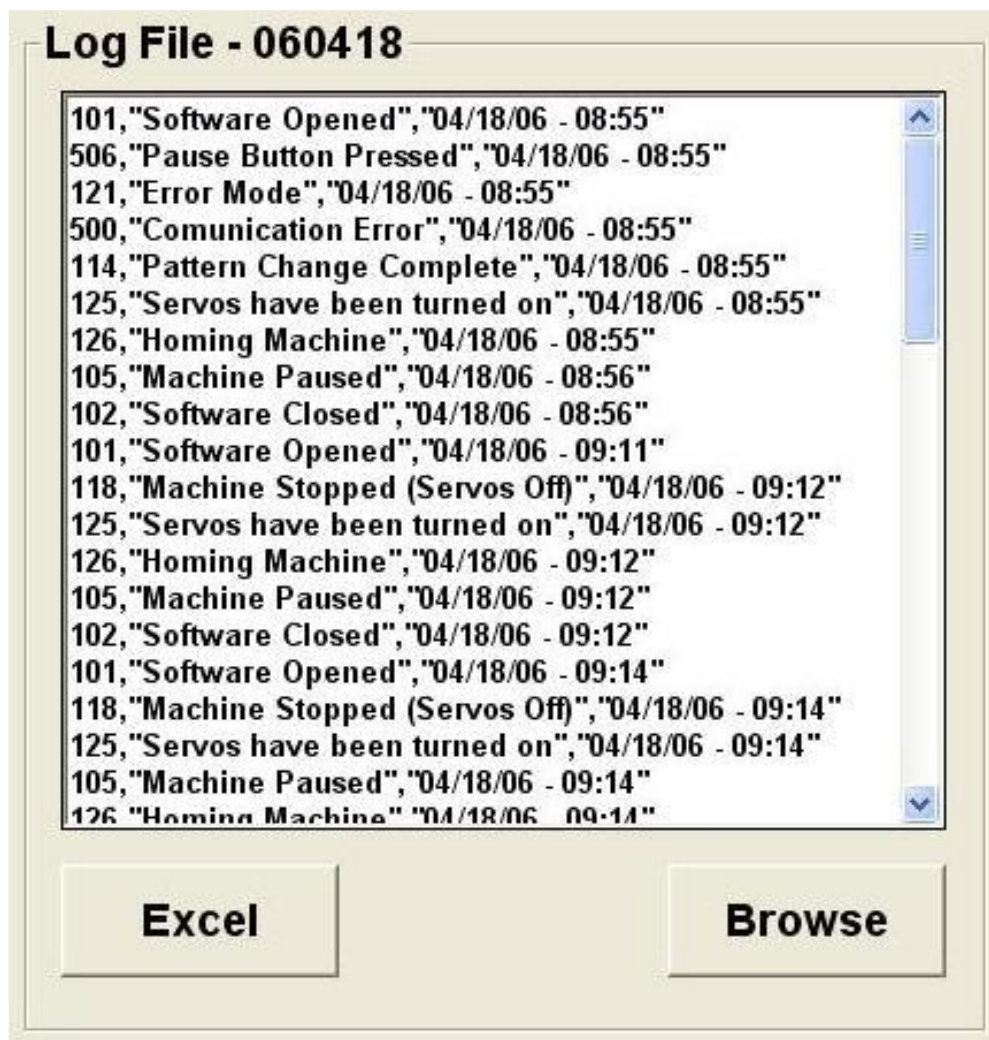 Log File - 060418
101,"Software Opened","04/18/06 - 08:55"
506,"Pause Button Pressed","04/18/06 - 08:55"
121,"Error Mode","04/18/06 - 08:55"
500,"Comunication Error","04/18/06 - 08:55"
114,"Pattern Change Complete","04/18/06 - 08:55"
125,"Servos have been turned on","04/18/06 - 08:55"
126,"Homing Machine","04/18/06 - 08:55"
105,"Machine Paused","04/18/06 - 08:56"
102,"Software Closed","04/18/06 - 08:56"
101,"Software Opened","04/18/06 - 09:11"
118,"Machine Stopped (Servos Off)","04/18/06 - 09:12"
125,"Servos have been turned on","04/18/06 - 09:12"
126,"Homing Machine","04/18/06 - 09:12"
105,"Machine Paused","04/18/06 - 09:12"
102,"Software Closed","04/18/06 - 09:12"
101,"Software Opened","04/18/06 - 09:14"
118,"Machine Stopped (Servos Off)","04/18/06 - 09:14"
125,"Servos have been turned on","04/18/06 - 09:14"
105,"Machine Paused","04/18/06 - 09:14"
126,"Homing Machine","04/18/06 - 09:14"
Excel Browse